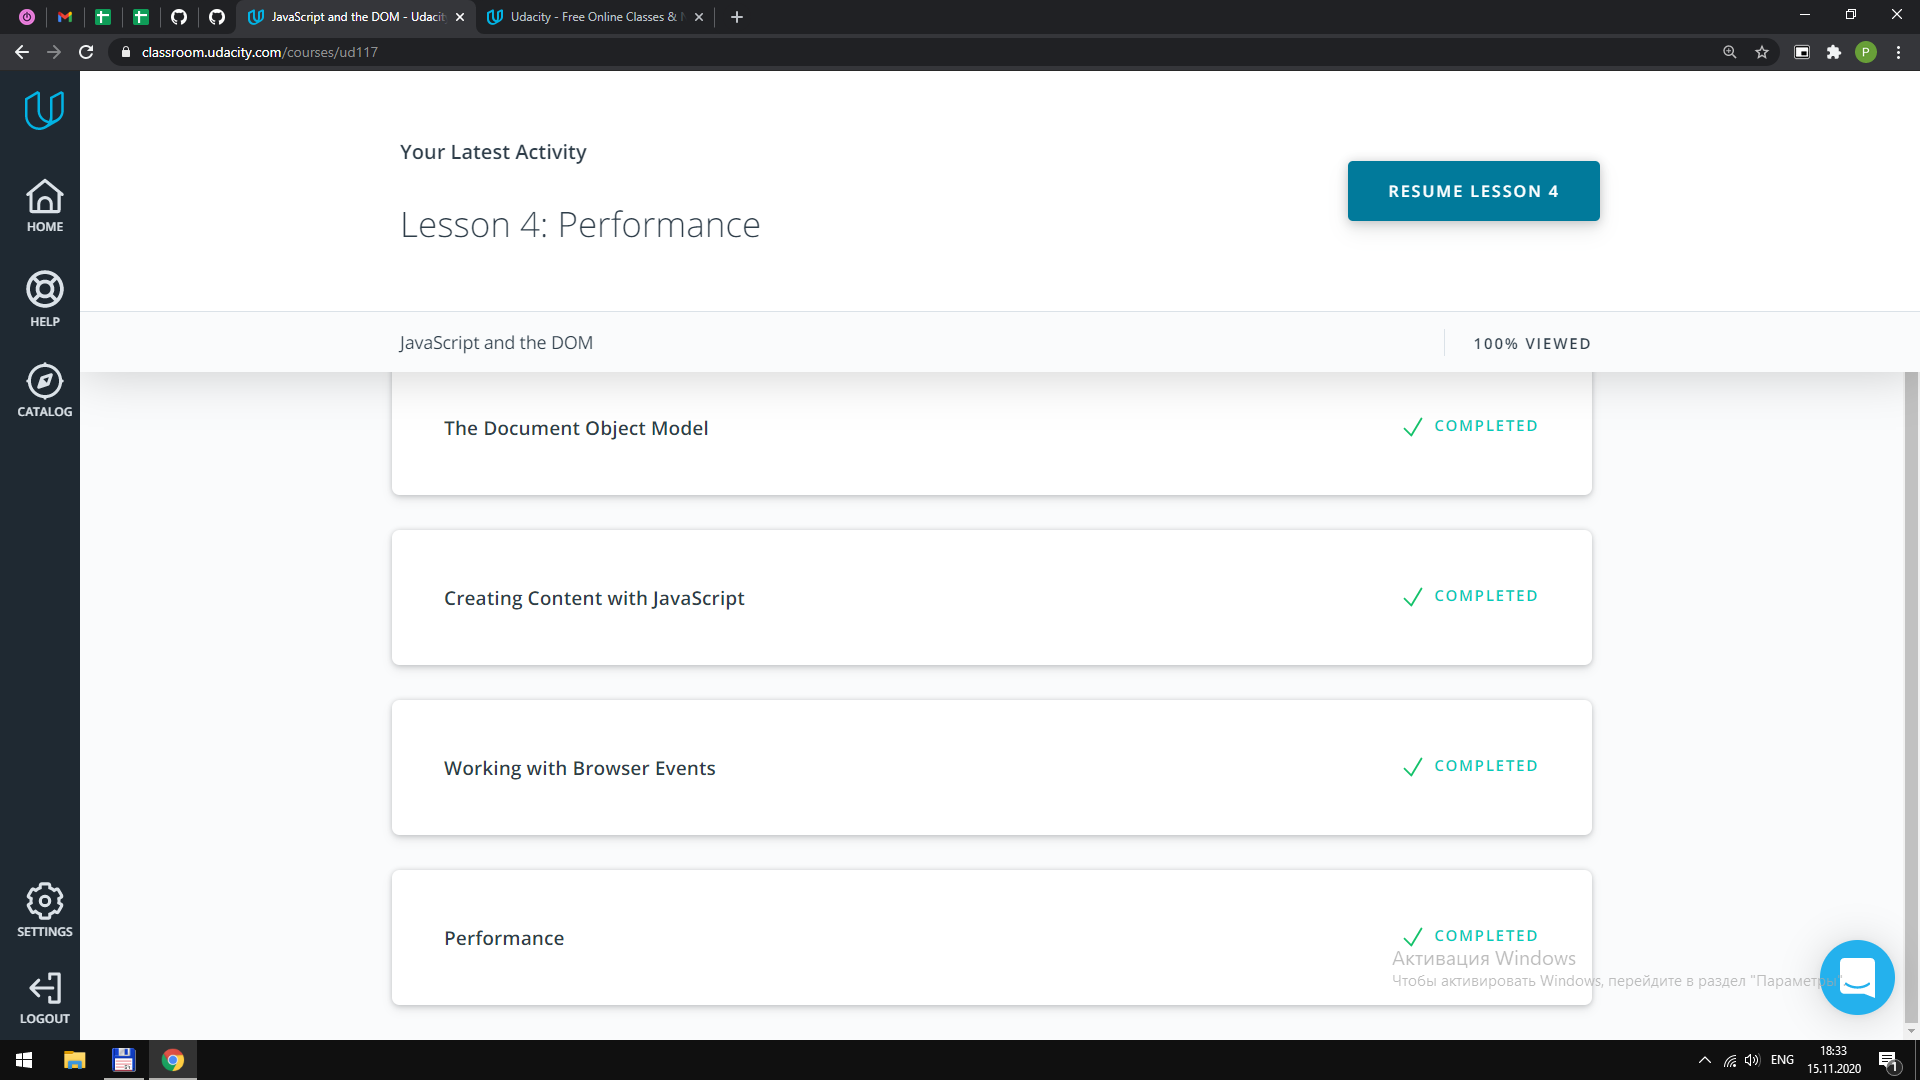 JavaScript and the DOM - Udacit
Udacity - Free Online Classes &
classroom.udacity.com/courses/ud117
P
HOME
HELP
CATALOG
SETTINGS
LOGOUT
Your Latest Activity
Lesson 4: Performance
RESUME LESSON 4
JavaScript and the DOM
100% VIEWED
The Document Object Model
COMPLETED
Creating Content with JavaScript
COMPLETED
Working with Browser Events
COMPLETED
Performance
COMPLETED
Активация Windows
Чтобы активировать Windows, перейдите в раздел "Параметры".
ENG
18:33
15.11.2020
1